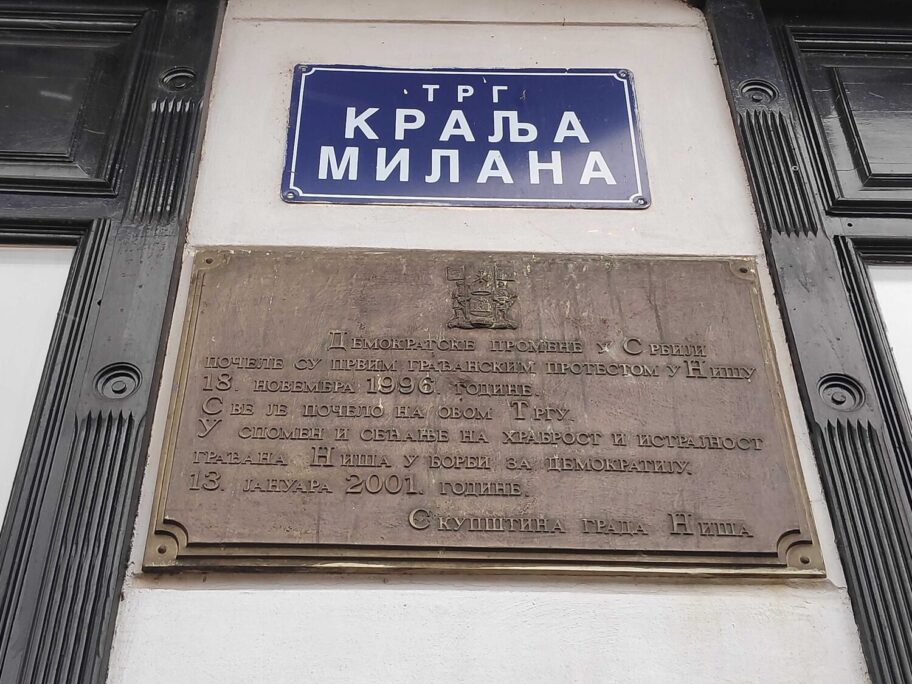 ТРГ
КРАЉА
МИЛАНА
ДЕМОКРАТСКЕ ПРОМЕНЕ У СРБИЈИ
ПОЧЕЛЕ СУ ПРВИМ ГРАЂАНСКИМ ПРОТЕСТОМ У НИШУ
18. НОВЕМБРА 1996. ГОДИНЕ.
СВЕ ЈЕ ПОЧЕЛО НА ОВОМ ТРГУ.
У СПОМЕН И СЕЋАЊЕ НА ХРАБРОСТ И ИСТРАЈНОСТ
ГРАЂАНА НИША У БОРБИ ЗА ДЕМОКРАТИЈУ.
13. ЈАНУАРА 2001. ГОДИНЕ.
СКУПШТИНА ГРАДА НИША